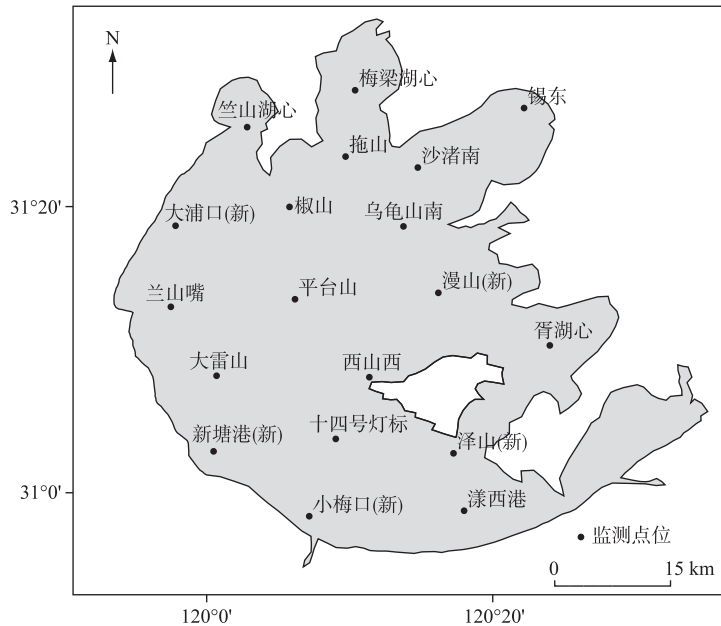 N
梅梁湖心
锡东
竺山湖心
拖山
沙渚南
31°20'
椒山
大浦口(新)
乌龟山南
兰山嘴
平台山
漫山(新)
胥湖心
大雷山
西山西
十四号灯标
新塘港(新)
泽山(新)
31°0'
小梅口(新)
漾西港
监测点位
0 15 km
120°0' 120°20'